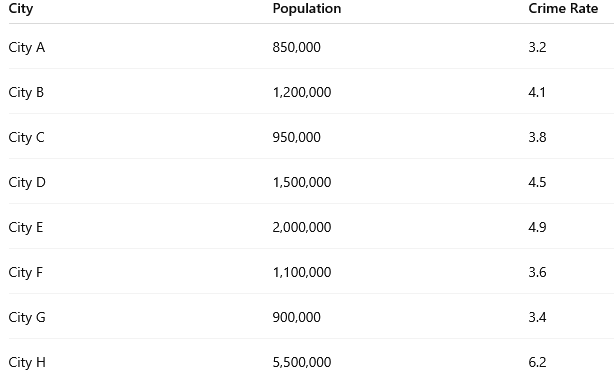 City Population Crime Rate
City A 850,000 3.2
City B 1,200,000 4.1
City C 950,000 3.8
City D 1,500,000 4.5
City E 2,000,000 4.9
City F 1,100,000 3.6
City G 900,000 3.4
City H 5,500,000 6.2